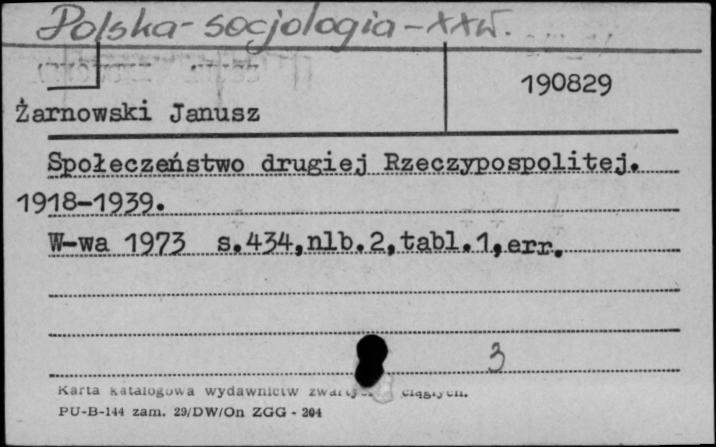 Polska - socjologia - XXw.
190829
Żarnowski Janusz
Społeczeństwo drugiej Rzeczypospolitej.
1918-1939.
W-wa 1973 s.434,nlb.2,tabl.1,err.
3
Karta katalogowa wydawnictw ciągłych.
PU-B-144 zam. 29/DW/On ZGG - 204